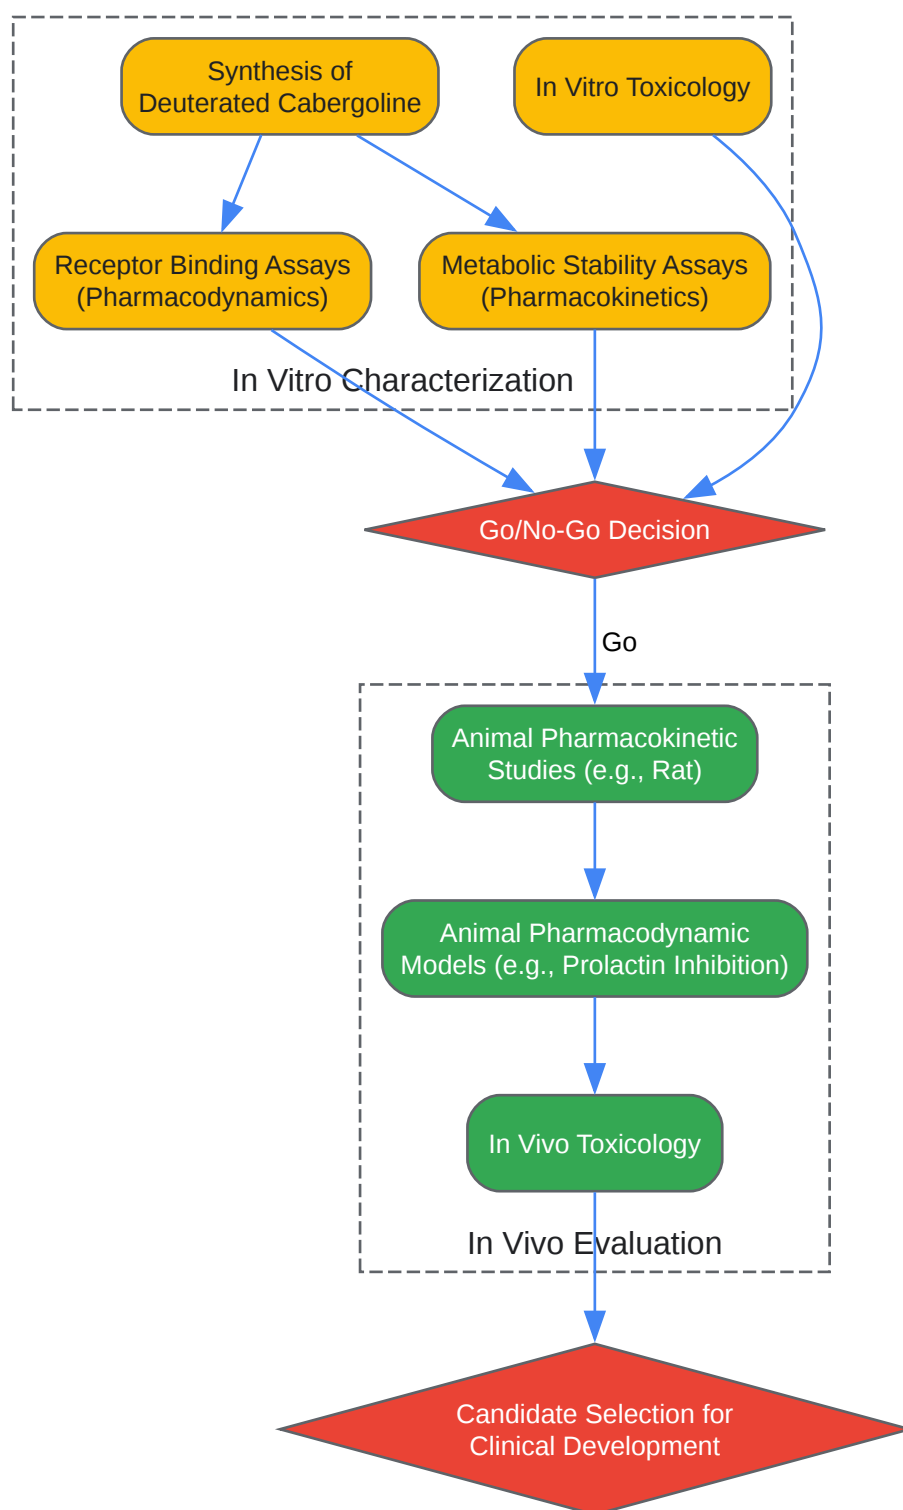 Synthesis of
Deuterated Cabergoline
In Vitro Toxicology
Receptor Binding Assays
(Pharmacodynamics)
Metabolic Stability Assays
(Pharmacokinetics)
In Vitro Characterization
Go/No-Go Decision
Go
Animal Pharmacokinetic
Studies (e.g., Rat)
Animal Pharmacodynamic
Models (e.g., Prolactin Inhibition)
In Vivo Toxicology
In Vivo Evaluation
Candidate Selection for
Clinical Development